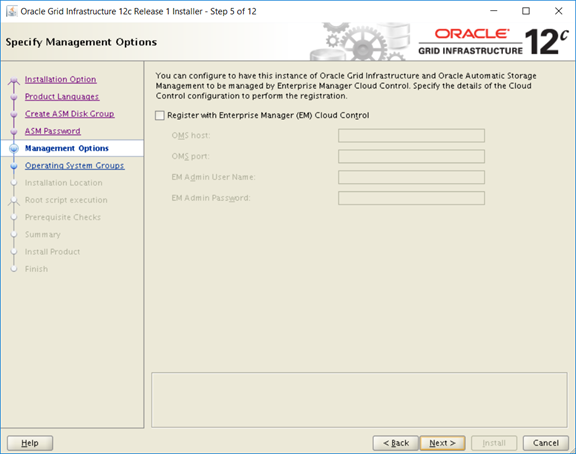 Oracle Grid Infrastructure 12c Release 1 Installer - Step 5 of 12
Specify Management Options
ORACLE
GRID INFRASTRUCTURE
12c
Installation Option
Product Languages
Create ASM Disk Group
ASM Password
Management Options
Operating System Groups
Installation Location
Root script execution
Prerequisite Checks
Summary
Install Product
Finish
You can configure to have this instance of Oracle Grid Infrastructure and Oracle Automatic Storage
Management to be managed by Enterprise Manager Cloud Control. Specify the details of the Cloud
Control configuration to perform the registration.
Register with Enterprise Manager (EM) Cloud Control
OMS host:
OMS port:
EM Admin User Name:
EM Admin Password:
Help
< Back
Next >
Install
Cancel